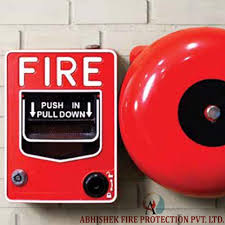 FIRE
PUSH IN
PULL DOWN
ABHISHEK FIRE PROTECTION PVT. LTD.